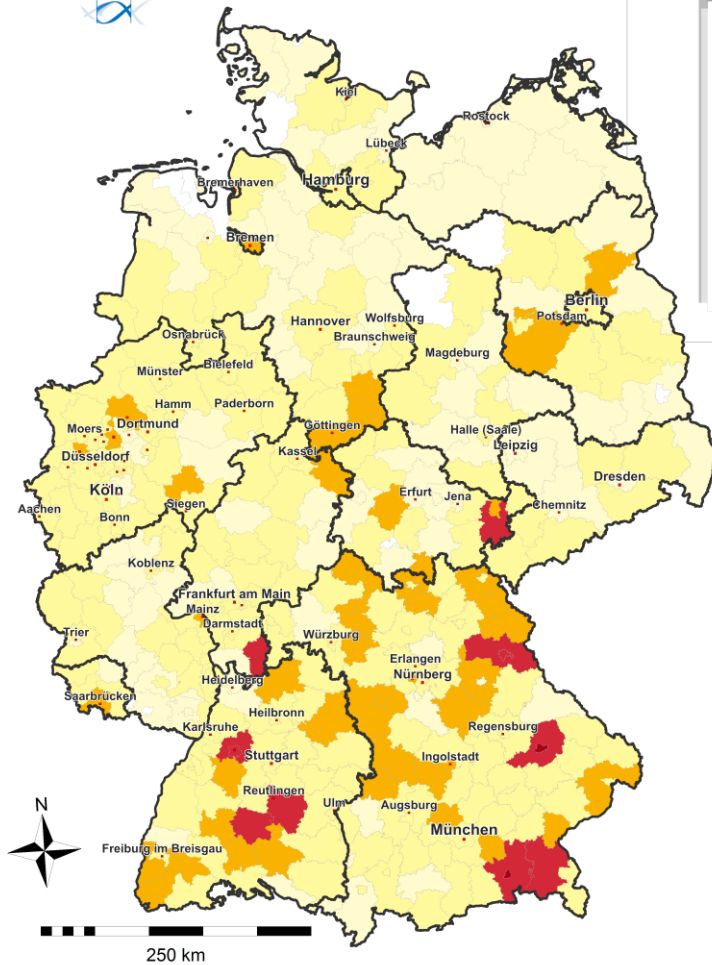 Kiel
Rostock
Lübeck
Hamburg
Bremerhaven
Bremen
Berlin
Potsdam
Hannover
Wolfsburg
Braunschweig
Osnabrück
Magdeburg
Münster
Bielefeld
Hamm
Paderborn
Moers
Dortmund
Göttingen
Halle (Saale)
Leipzig
Düsseldorf
Kassel
Dresden
Köln
Siegen
Erfurt
Jena
Chemnitz
Aachen
Bonn
Koblenz
Frankfurt am Main
Mainz
Darmstadt
Trier
Würzburg
Erlangen
Nürnberg
Heidelberg
Saarbrücken
Heilbronn
Karlsruhe
Regensburg
Stuttgart
Ingolstadt
Reutlingen
Ulm
Augsburg
N
München
Freiburg im Breisgau
250 km